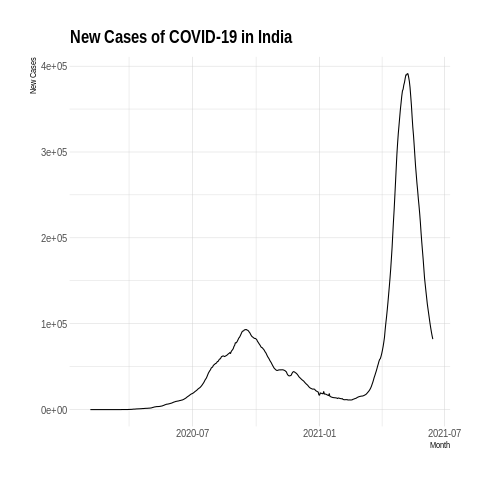 New Cases of COVID-19 in India
New Cases
4e+05
3e+05
2e+05
1e+05
0e+00
2020-07
2021-01
2021-07
Month